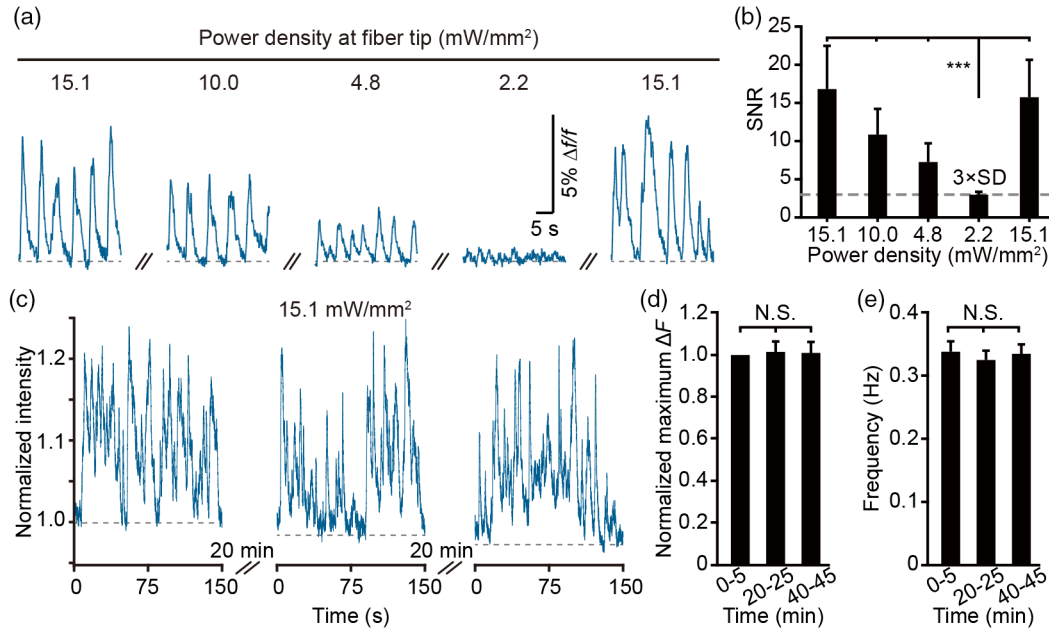 (a)
Power density at fiber tip (mW/mm²)
15.1 10.0 4.8 2.2 15.1
5% Δf/f
5 s
(b)
SNR
25
20
15
10
5
0
***
3×SD
15.1 10.0 4.8 2.2 15.1
Power density (mW/mm²)
(c)
15.1 mW/mm²
Normalized intensity
1.2
1.1
1.0
20 min 20 min
0 75 150 0 75 150 0 75 150
Time (s)
(d)
N.S.
Normalized maximum ΔF
1.2
1.0
0.8
0.6
0.4
0.2
0
0-5 20-25 40-45
Time (min)
(e)
N.S.
Frequency (Hz)
0.4
0.3
0.2
0.1
0
0-5 20-25 40-45
Time (min)